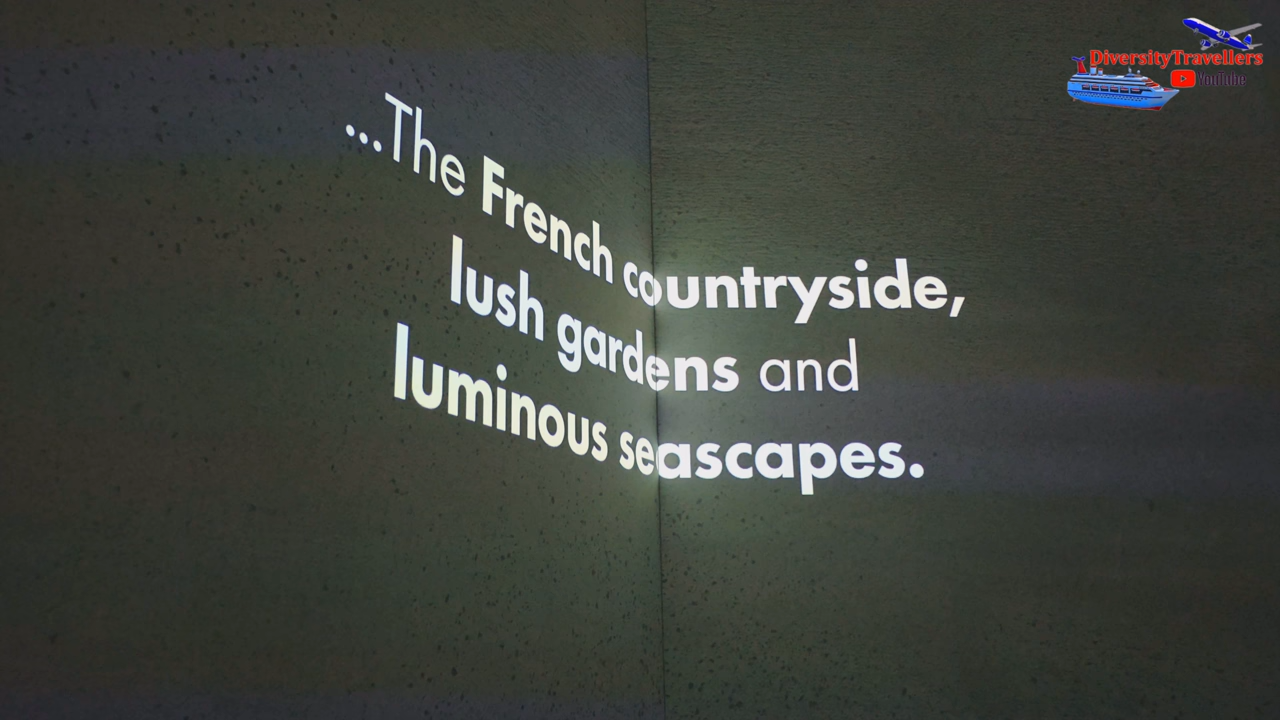 DiversityTravellers
YouTube
...The French countryside,
lush gardens and
luminous seascapes.